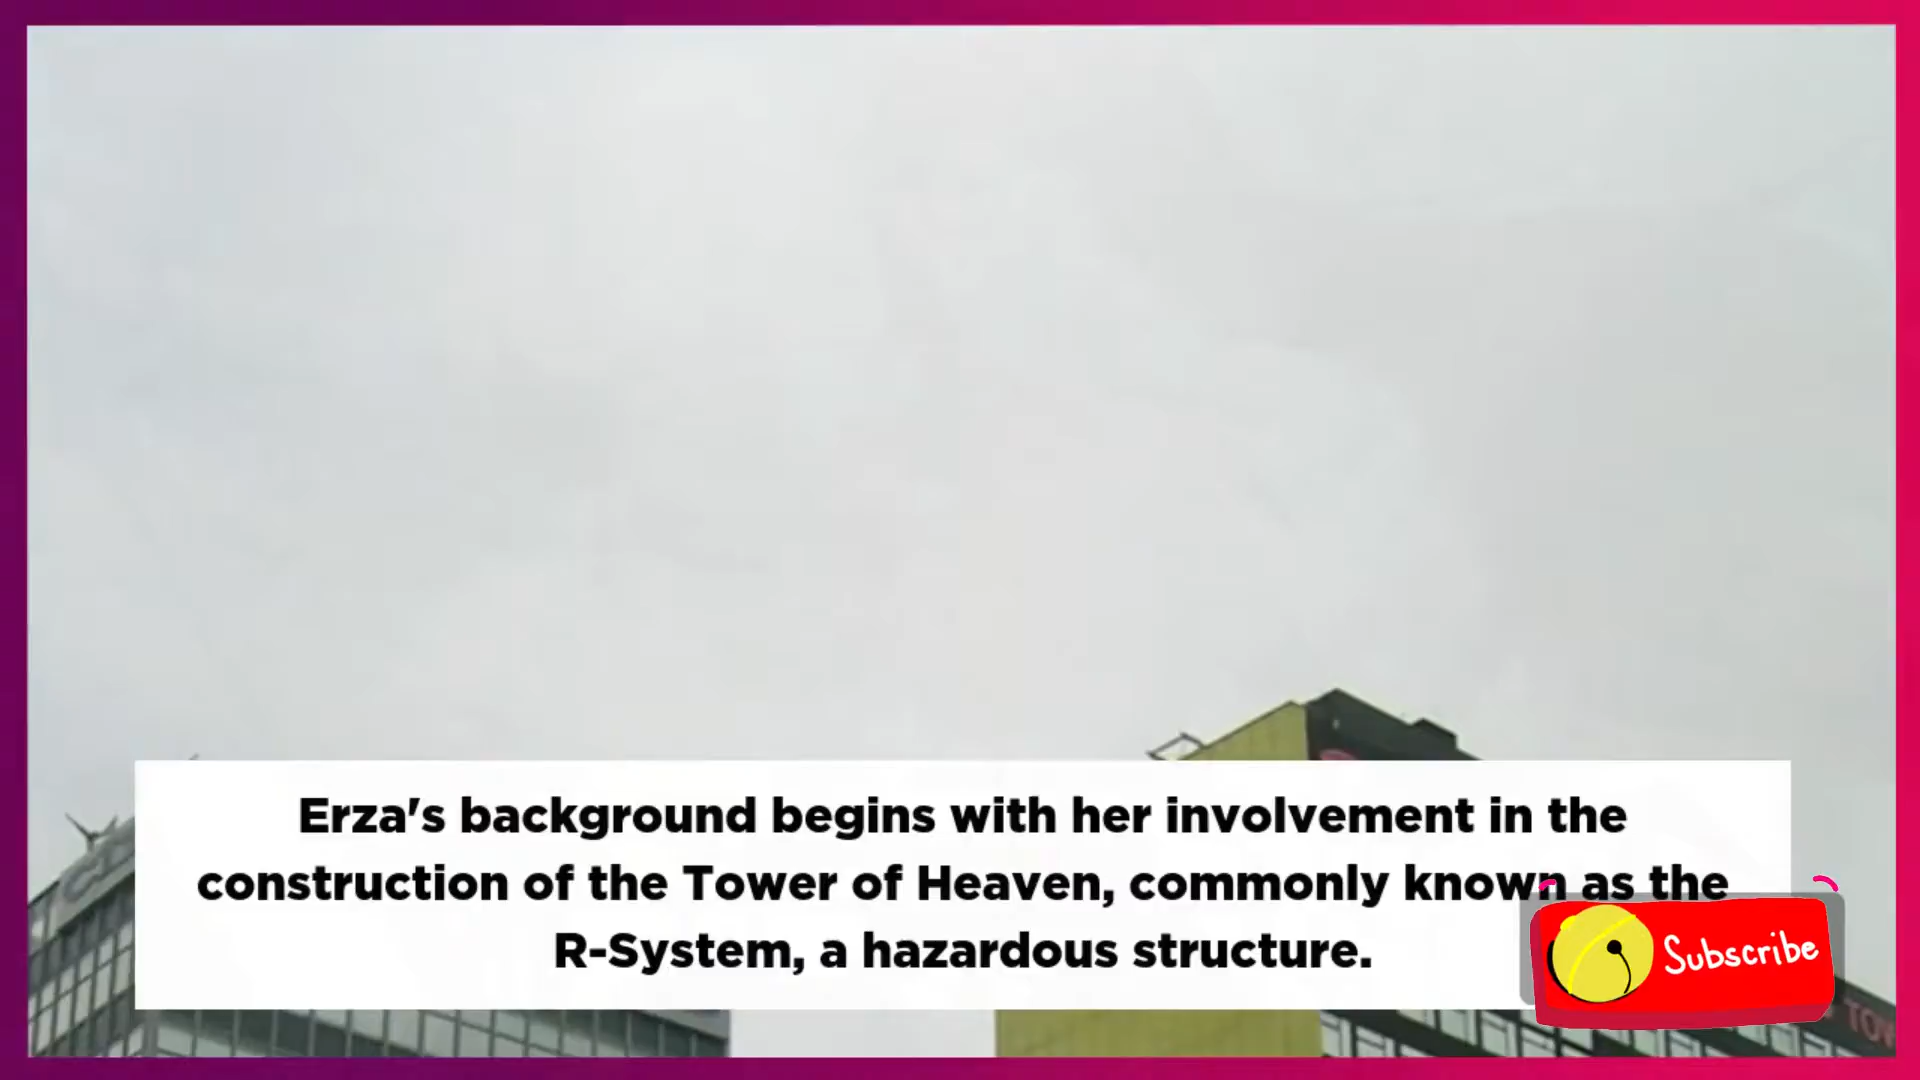 Erza's background begins with her involvement in the
construction of the Tower of Heaven, commonly known as the
R-System, a hazardous structure.
Subscribe